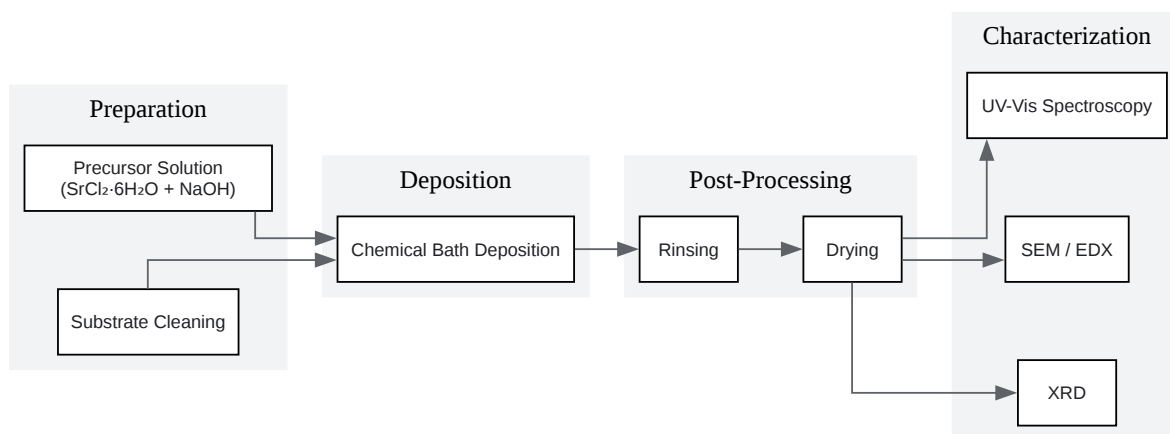 Preparation
Precursor Solution
(SrCl₂·6H₂O + NaOH)
Substrate Cleaning
Deposition
Chemical Bath Deposition
Post-Processing
Rinsing
Drying
Characterization
UV-Vis Spectroscopy
SEM / EDX
XRD